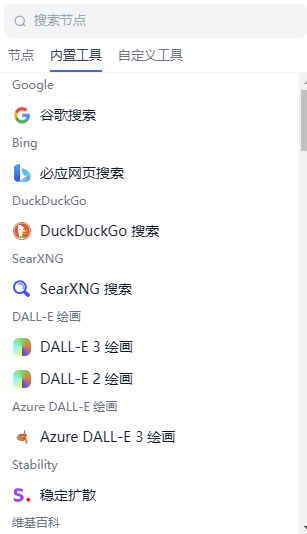 搜索节点
节点 内置工具 自定义工具
Google
谷歌搜索
Bing
必应网页搜索
DuckDuckGo
DuckDuckGo 搜索
SearXNG
SearXNG 搜索
DALL-E 绘画
DALL-E 3 绘画
DALL-E 2 绘画
Azure DALL-E 绘画
Azure DALL-E 3 绘画
Stability
稳定扩散
维基百科